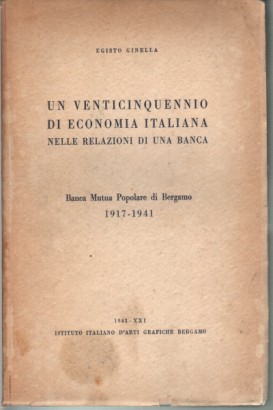 EGISTO GINELLA
UN VENTICINQUENNIO
DI ECONOMIA ITALIANA
NELLE RELAZIONI DI UNA BANCA
Banca Mutua Popolare di Bergamo
1917-1941
1942-XXI
ISTITUTO ITALIANO D'ARTI GRAFICHE BERGAMO